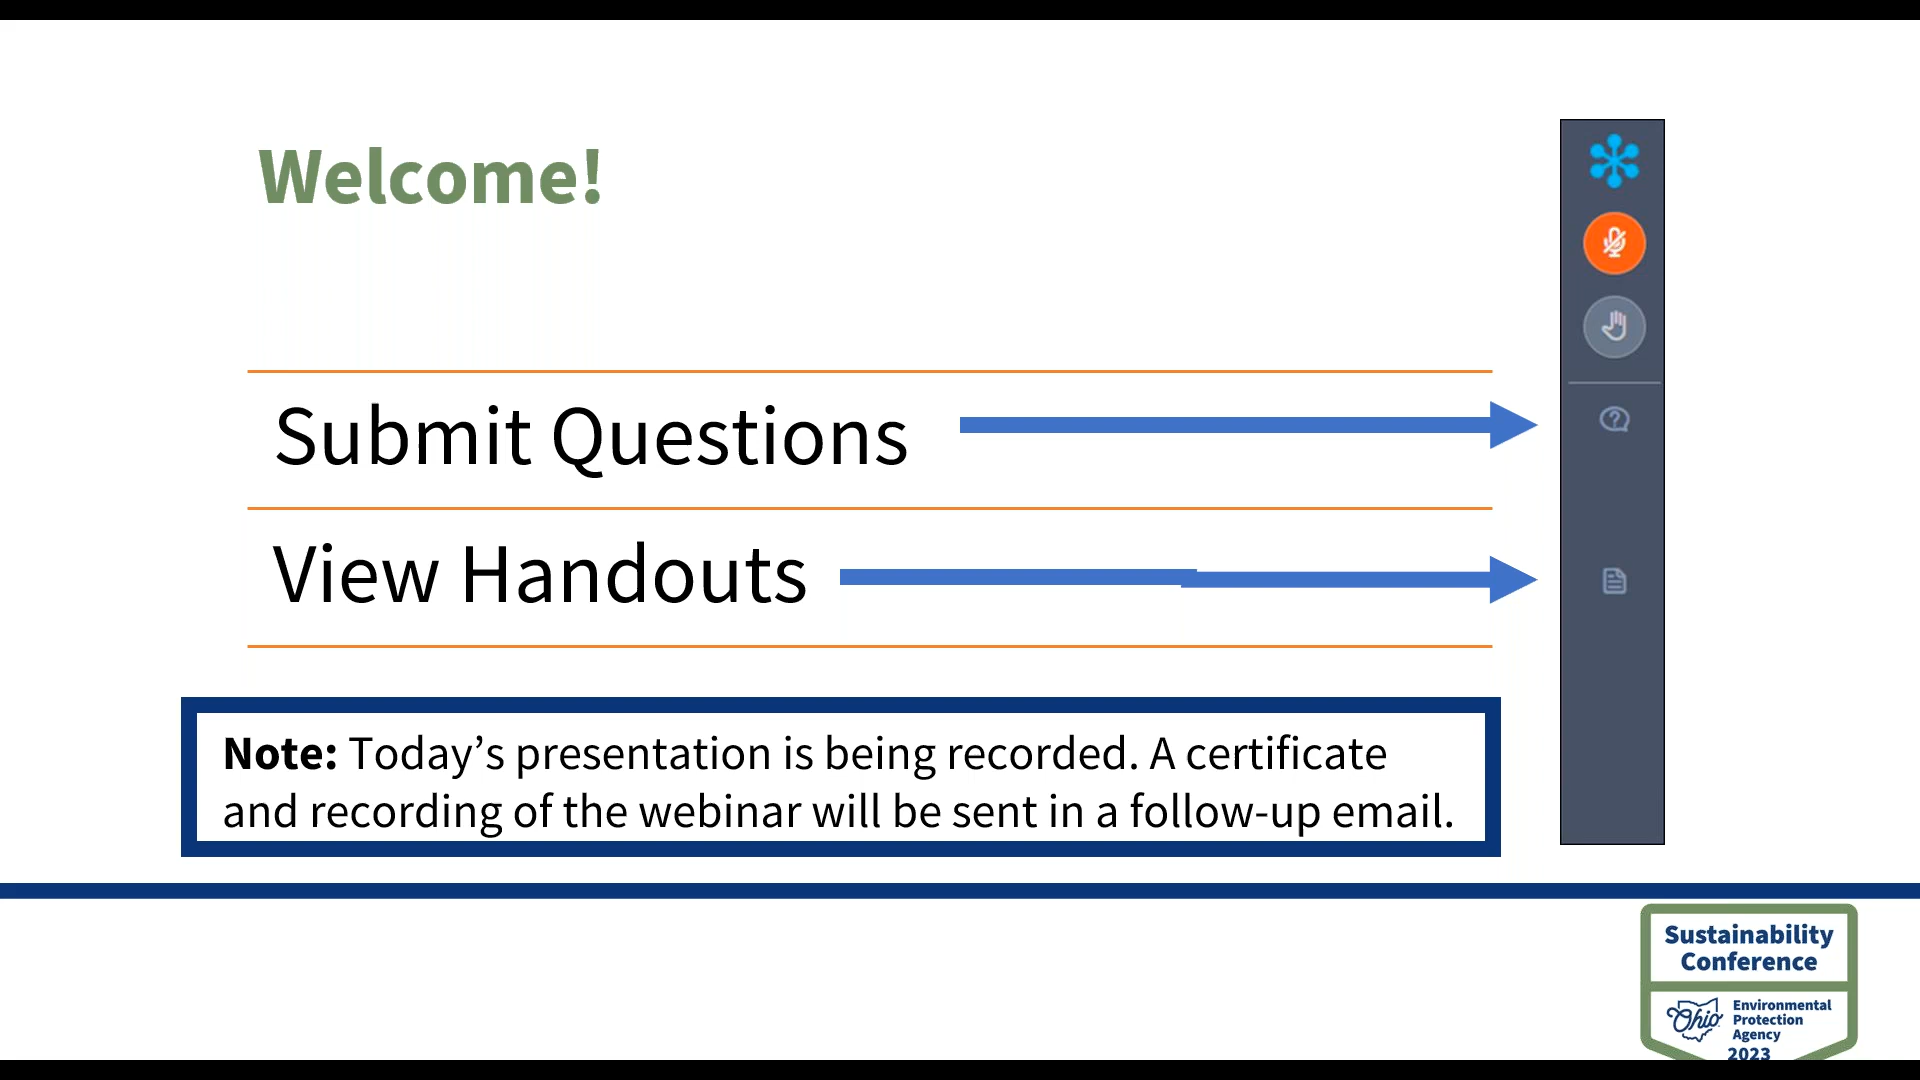 Welcome!
Submit Questions
View Handouts
Note: Today’s presentation is being recorded. A certificate
and recording of the webinar will be sent in a follow-up email.
Sustainability
Conference
Ohio
Environmental
Protection
Agency
2023